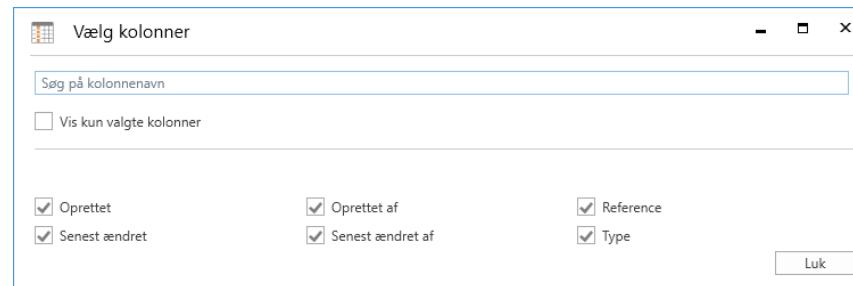 Vælg kolonner
Søg på kolonnenavn
Vis kun valgte kolonner
Oprettet Oprettet af Reference
Senest ændret Senest ændret af Type
Luk